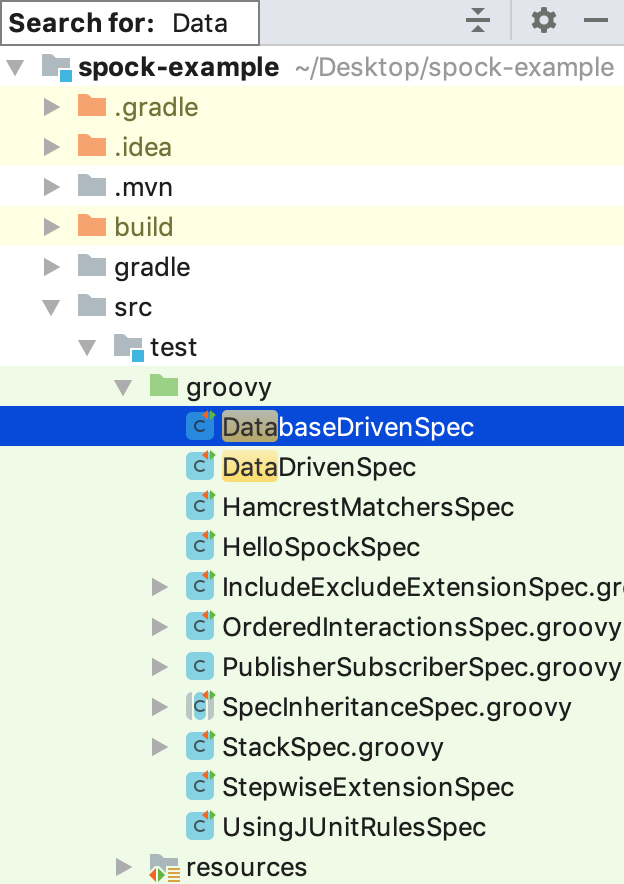 Search for: Data
spock-example ~/Desktop/spock-example
.gradle
.idea
.mvn
build
gradle
src
test
groovy
C DatabaseDrivenSpec
C DataDrivenSpec
C HamcrestMatchersSpec
C HelloSpockSpec
C IncludeExcludeExtensionSpec.gr
C OrderedInteractionsSpec.groovy
C PublisherSubscriberSpec.groovy
C SpecInheritanceSpec.groovy
C StackSpec.groovy
C StepwiseExtensionSpec
C UsingJUnitRulesSpec
resources